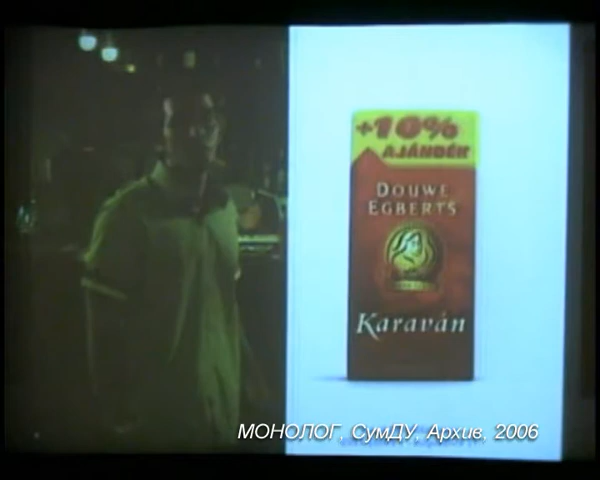 +10%
AJÁNDÉK
DOUWE
EGBERTS
Karaván
МОНОЛОГ, СумДУ, Архив, 2006